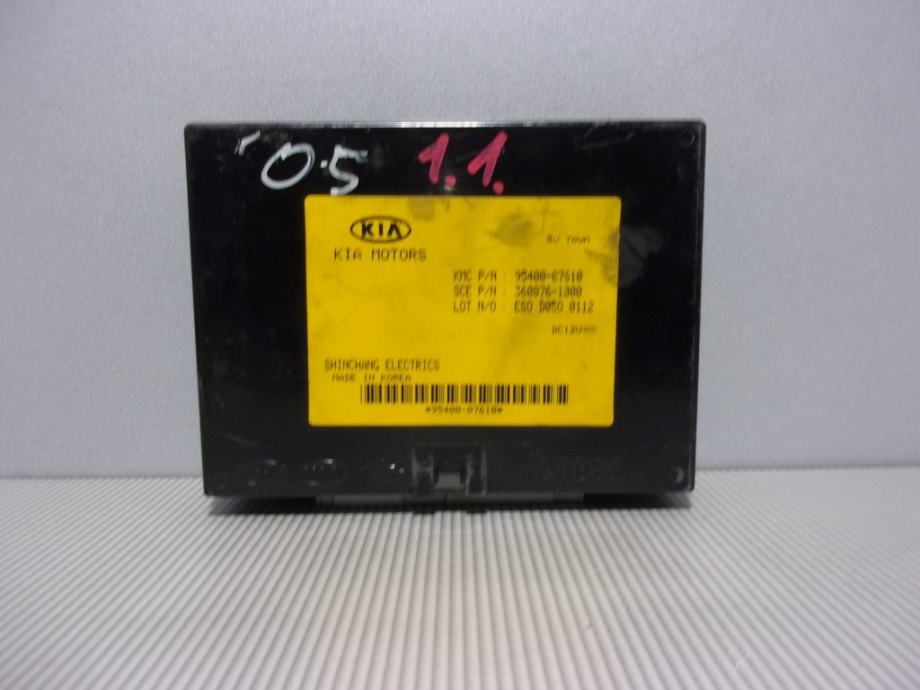 '05 1.1.
KIA
KIA MOTORS
KMC P/N : 95400-07610
SCE P/N : 360876-1300
LOT N/O : ESO D050 0112
DC12V
SHINCHANG ELECTRICS
MADE IN KOREA
*95400-07610*